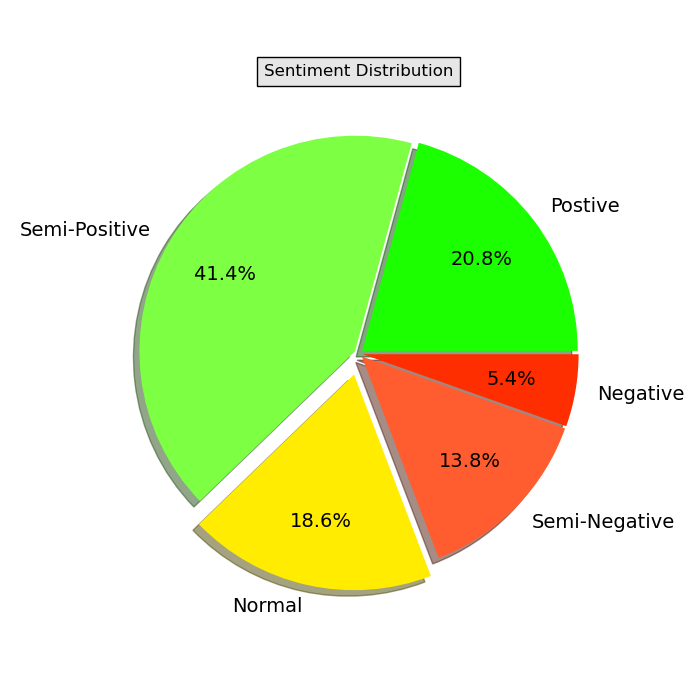 Sentiment Distribution
Postive
20.8%
Semi-Positive
41.4%
Normal
18.6%
Semi-Negative
13.8%
Negative
5.4%